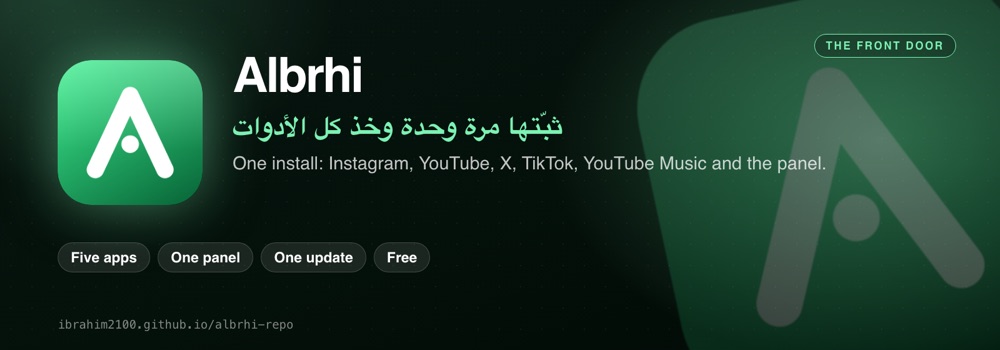 THE FRONT DOOR
Albrhi
ثبّتها مرة وحدة وخذ كل الأدوات
One install: Instagram, YouTube, X, TikTok, YouTube Music and the panel.
Five apps
One panel
One update
Free
ibrahim2100.github.io/albrhi-repo